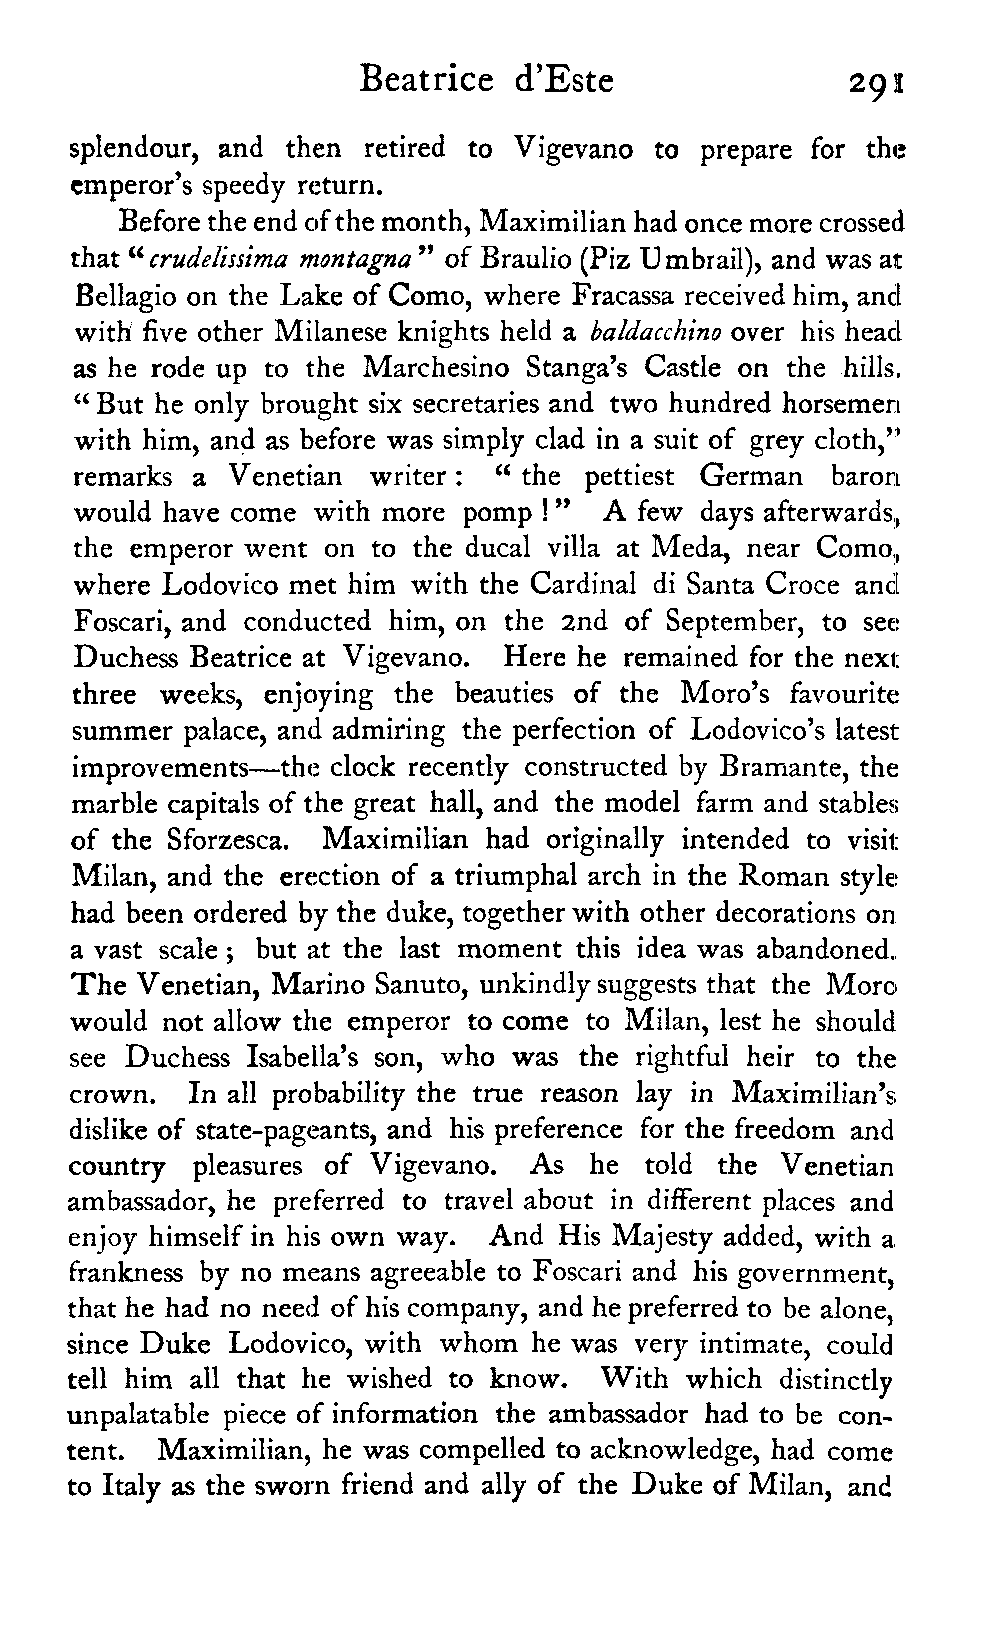 Beatrice d'Este 291
splendour, and then retired to Vigevano to prepare for the
emperor's speedy return.
Before the end of the month, Maximilian had once more crossed
that “crudelissima montagna” of Braulio (Piz Umbrail), and was at
Bellagio on the Lake of Como, where Fracassa received him, and
with five other Milanese knights held a baldacchino over his head
as he rode up to the Marchesino Stanga's Castle on the hills.
“But he only brought six secretaries and two hundred horsemen
with him, and as before was simply clad in a suit of grey cloth,”
remarks a Venetian writer: “the pettiest German baron
would have come with more pomp!” A few days afterwards,
the emperor went on to the ducal villa at Meda, near Como,
where Lodovico met him with the Cardinal di Santa Croce and
Foscari, and conducted him, on the 2nd of September, to see
Duchess Beatrice at Vigevano. Here he remained for the next
three weeks, enjoying the beauties of the Moro's favourite
summer palace, and admiring the perfection of Lodovico's latest
improvements—the clock recently constructed by Bramante, the
marble capitals of the great hall, and the model farm and stables
of the Sforzesca. Maximilian had originally intended to visit
Milan, and the erection of a triumphal arch in the Roman style
had been ordered by the duke, together with other decorations on
a vast scale; but at the last moment this idea was abandoned.
The Venetian, Marino Sanuto, unkindly suggests that the Moro
would not allow the emperor to come to Milan, lest he should
see Duchess Isabella's son, who was the rightful heir to the
crown. In all probability the true reason lay in Maximilian's
dislike of state-pageants, and his preference for the freedom and
country pleasures of Vigevano. As he told the Venetian
ambassador, he preferred to travel about in different places and
enjoy himself in his own way. And His Majesty added, with a
frankness by no means agreeable to Foscari and his government,
that he had no need of his company, and he preferred to be alone,
since Duke Lodovico, with whom he was very intimate, could
tell him all that he wished to know. With which distinctly
unpalatable piece of information the ambassador had to be con-
tent. Maximilian, he was compelled to acknowledge, had come
to Italy as the sworn friend and ally of the Duke of Milan, and